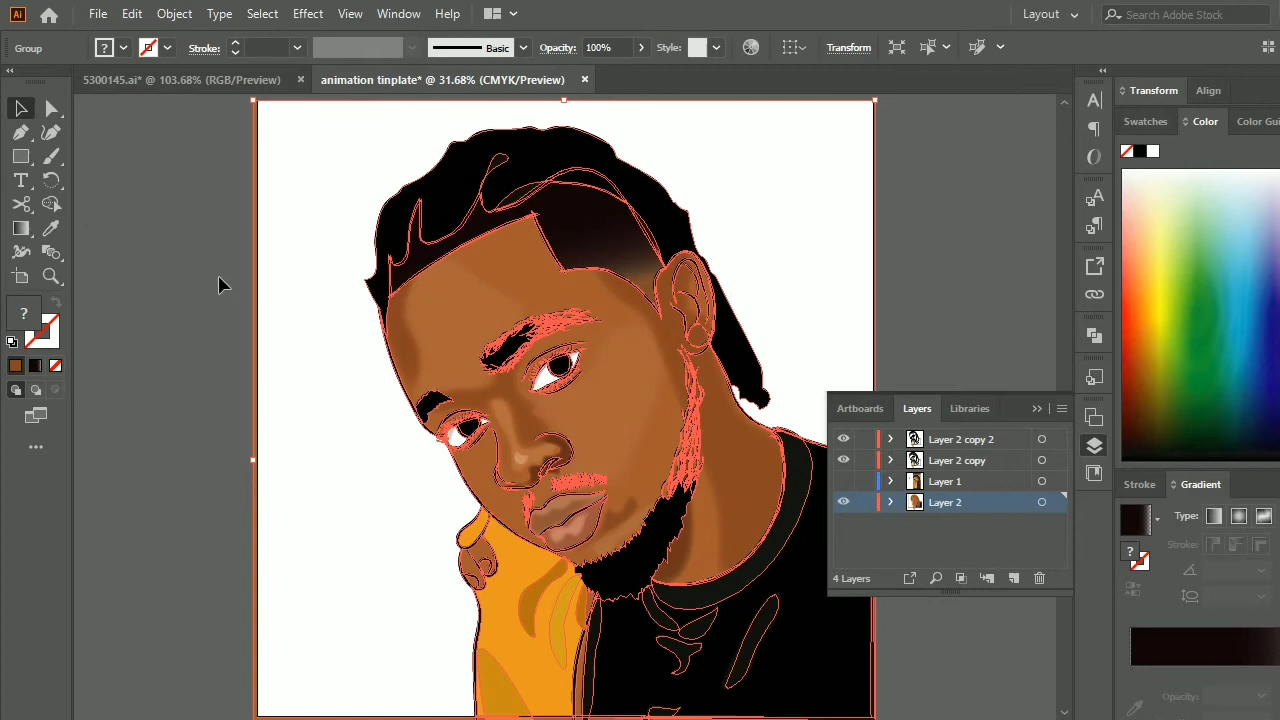 Ai File Edit Object Type Select Effect View Window Help Layout Search Adobe Stock
Group ? Stroke: Basic Opacity: 100% Style: Transform
5300145.ai* @ 103.68% (RGB/Preview) × animation tinplate* @ 31.68% (CMYK/Preview) ×
Transform Align
Swatches Color Color Gui
?
Artboards Layers Libraries
Layer 2 copy 2
Layer 2 copy
Layer 1
Layer 2
4 Layers
Stroke Gradient
Type:
Stroke:
?
Opacity: